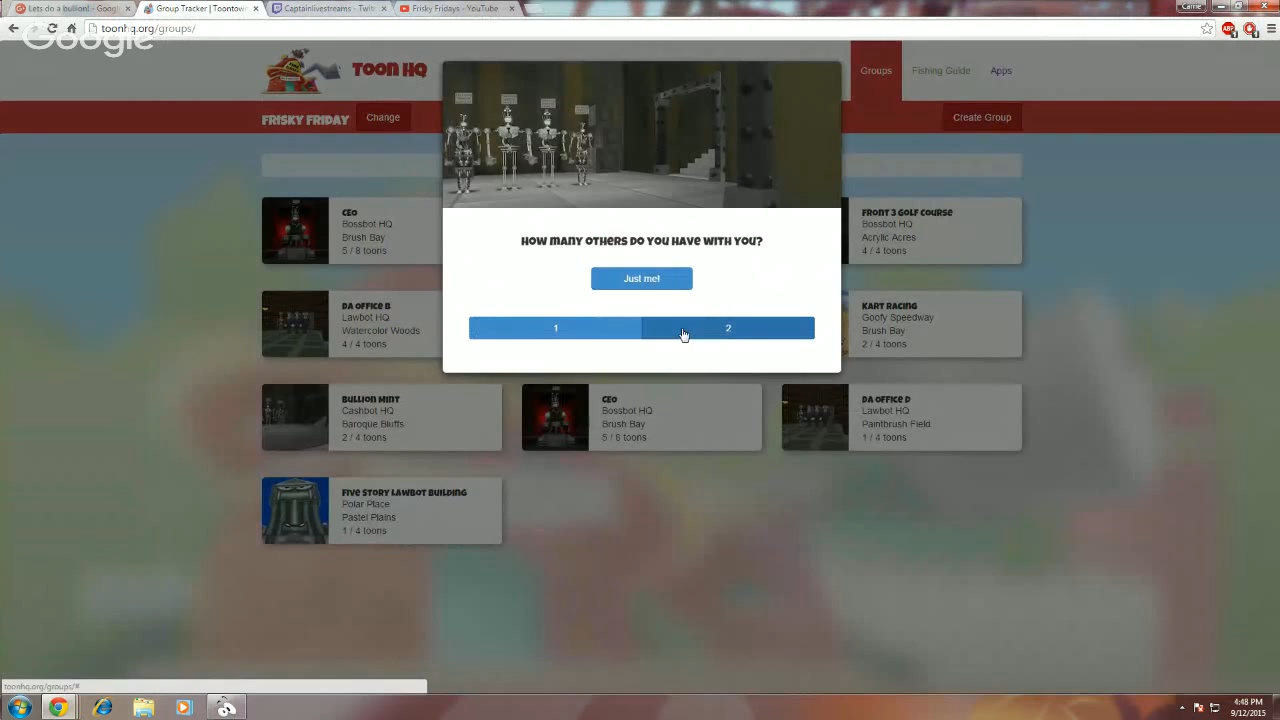 Lets do a bullion! - Google
Group Tracker | Toontown
Captainlivestreams - Twitc
Frisky Fridays - YouTube
Carrie
toonhq.org/groups/
Google
TOON HQ
Groups
Fishing Guide
Apps
FRISKY FRIDAY
Change
Create Group
CEO
Bossbot HQ
Brush Bay
5 / 8 toons
Front 3 Golf Course
Bossbot HQ
Acrylic Acres
4 / 4 toons
How many others do you have with you?
Just me!
1
2
DA Office B
Lawbot HQ
Watercolor Woods
4 / 4 toons
Kart Racing
Goofy Speedway
Brush Bay
2 / 4 toons
Bullion Mint
Cashbot HQ
Baroque Bluffs
2 / 4 toons
CEO
Bossbot HQ
Brush Bay
5 / 8 toons
DA Office D
Lawbot HQ
Paintbrush Field
1 / 4 toons
Five Story Lawbot Building
Polar Place
Pastel Plains
1 / 4 toons
toonhq.org/groups/#
4:48 PM
9/12/2015